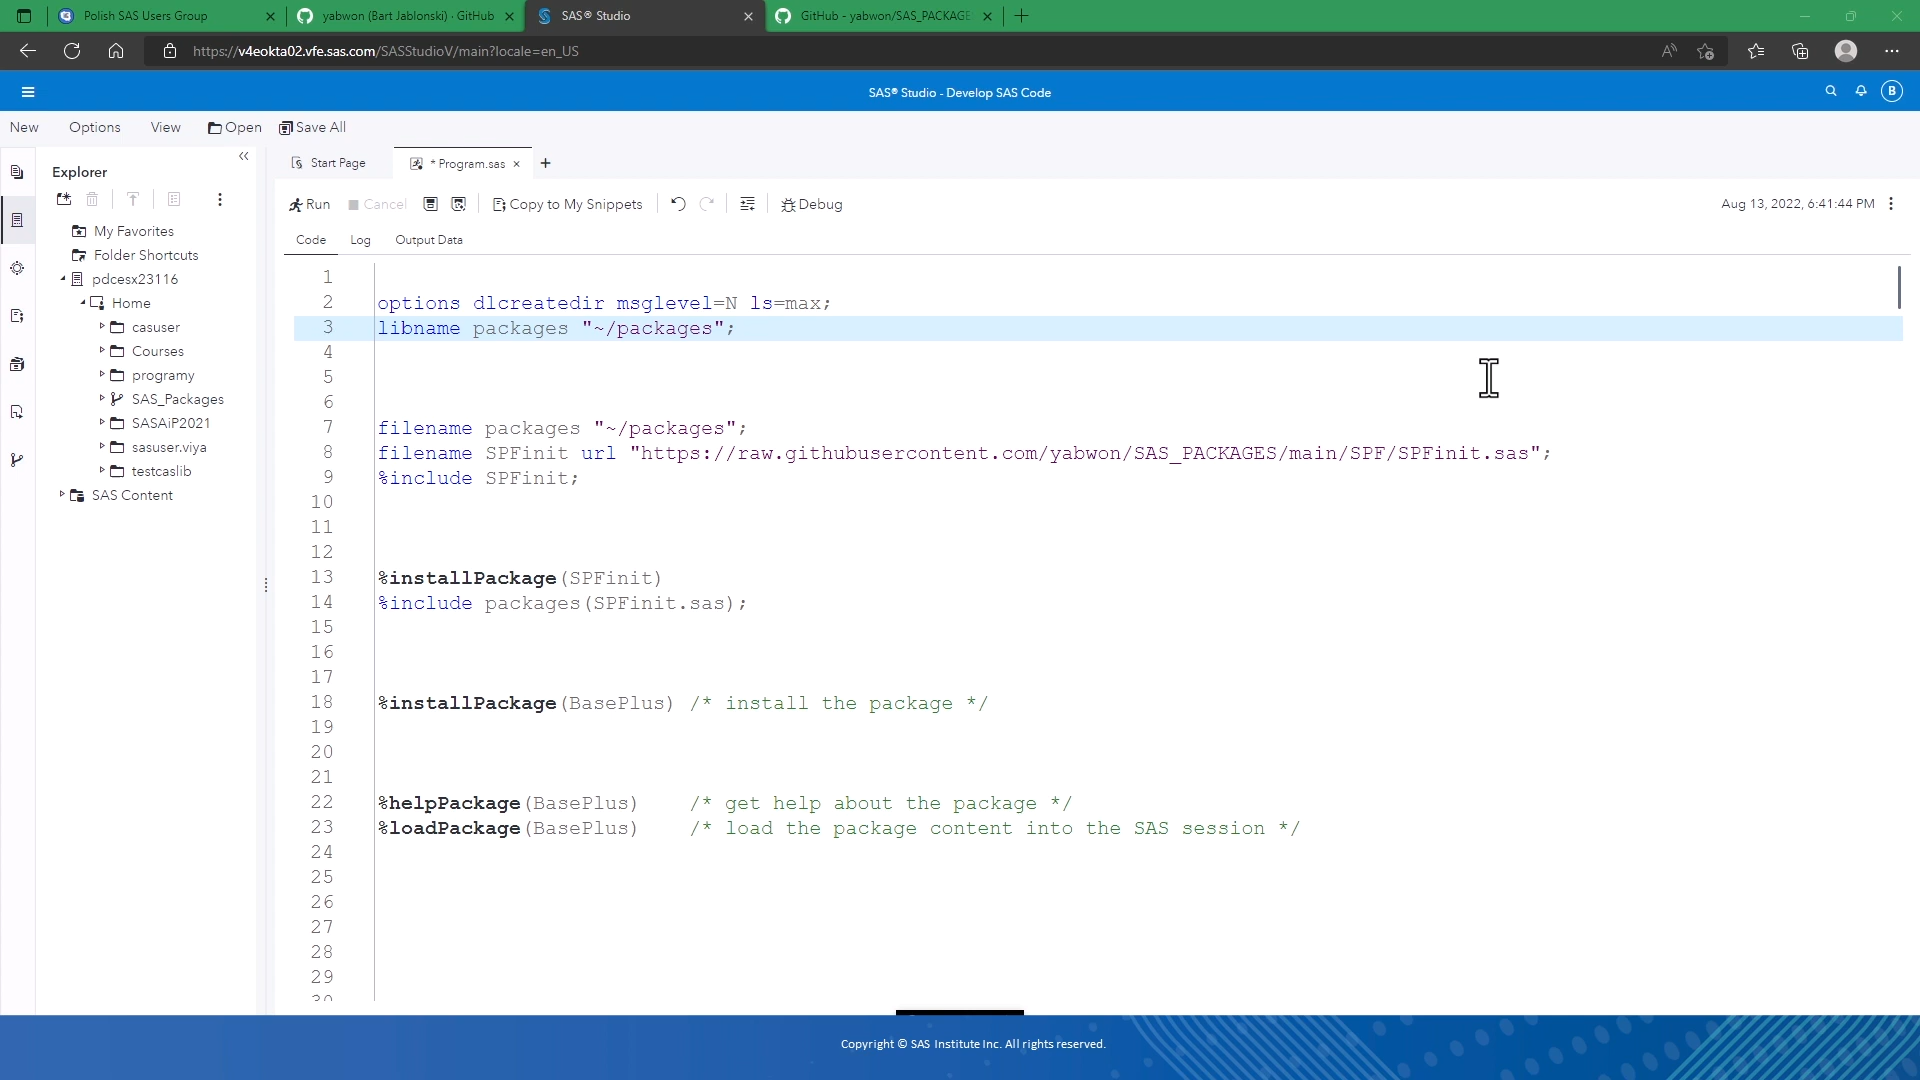 Polish SAS Users Group
yabwon (Bart Jablonski) · GitHub
SAS® Studio
GitHub - yabwon/SAS_PACKAGE
https://v4eokta02.vfe.sas.com/SASStudioV/main?locale=en_US
SAS® Studio - Develop SAS Code
B
New Options View Open Save All
Explorer
My Favorites
Folder Shortcuts
pdcesx23116
Home
casuser
Courses
programy
SAS_Packages
SASAiP2021
sasuser.viya
testcaslib
SAS Content
Start Page
* Program.sas
Run Cancel Copy to My Snippets Debug
Aug 13, 2022, 6:41:44 PM
Code Log Output Data
1
2 options dlcreatedir msglevel=N ls=max;
3 libname packages "~/packages";
4
5
6
7 filename packages "~/packages";
8 filename SPFinit url "https://raw.githubusercontent.com/yabwon/SAS_PACKAGES/main/SPF/SPFinit.sas";
9 %include SPFinit;
10
11
12
13 %installPackage(SPFinit)
14 %include packages(SPFinit.sas);
15
16
17
18 %installPackage(BasePlus) /* install the package */
19
20
21
22 %helpPackage(BasePlus) /* get help about the package */
23 %loadPackage(BasePlus) /* load the package content into the SAS session */
24
25
26
27
28
29
30
Copyright © SAS Institute Inc. All rights reserved.